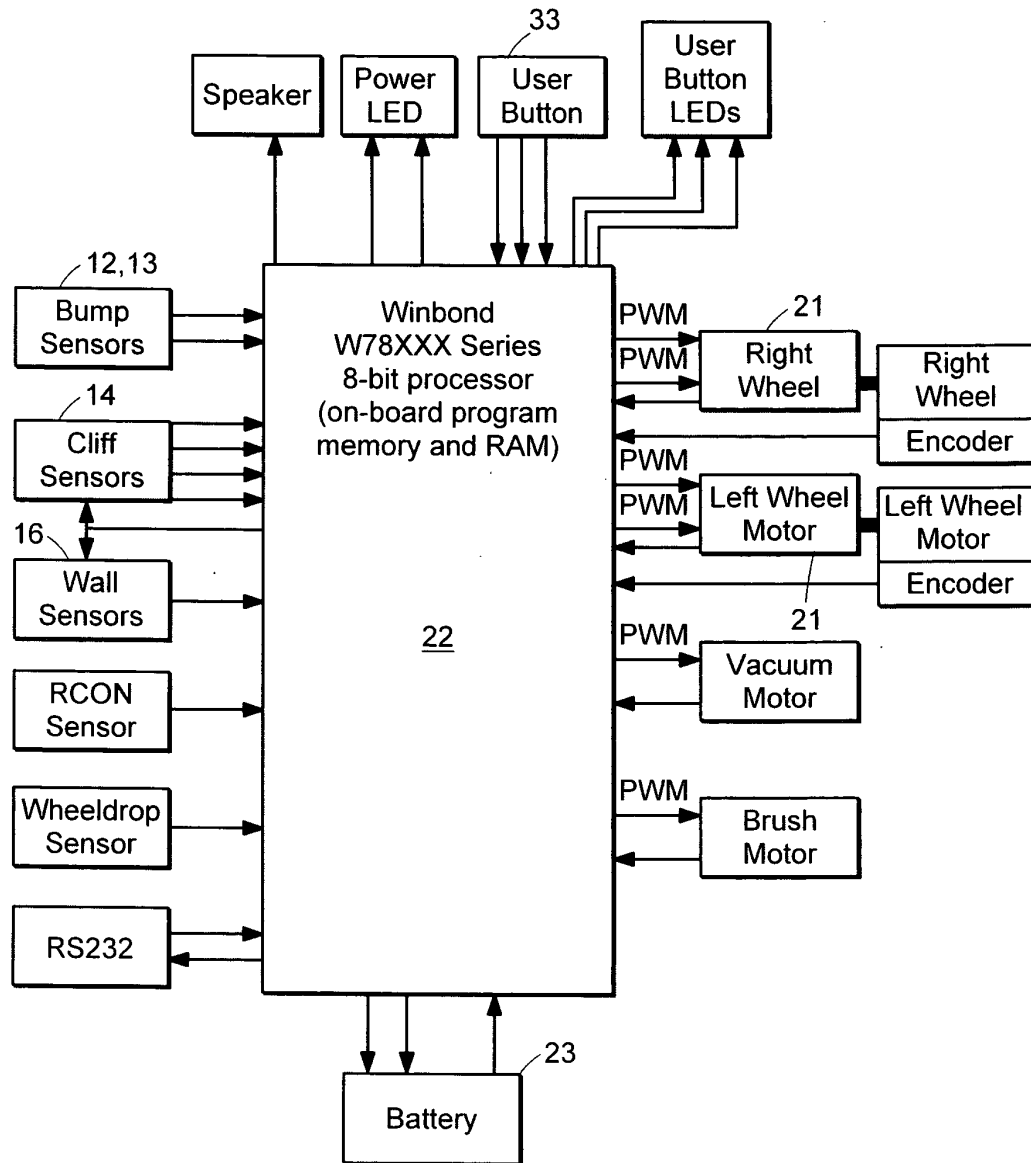 33
Speaker
Power
LED
User
Button
User
Button
LEDs
12,13
Bump
Sensors
14
Cliff
Sensors
16
Wall
Sensors
RCON
Sensor
Wheeldrop
Sensor
RS232
Winbond
W78XXX Series
8-bit processor
(on-board program
memory and RAM)
22
PWM
PWM
21
Right
Wheel
Right
Wheel
Encoder
PWM
PWM
Left Wheel
Motor
21
Left Wheel
Motor
Encoder
PWM
Vacuum
Motor
PWM
Brush
Motor
23
Battery